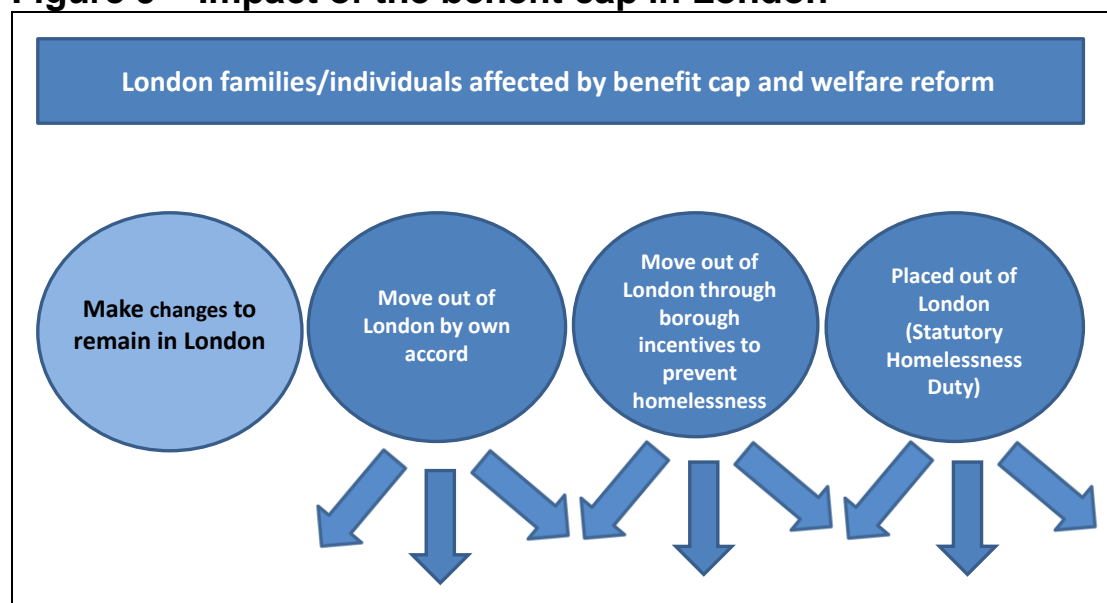 London families/individuals affected by benefit cap and welfare reform
Make changes to
remain in London
Move out of
London by own
accord
Move out of
London through
borough
incentives to
prevent
homelessness
Placed out of
London
(Statutory
Homelessness
Duty)